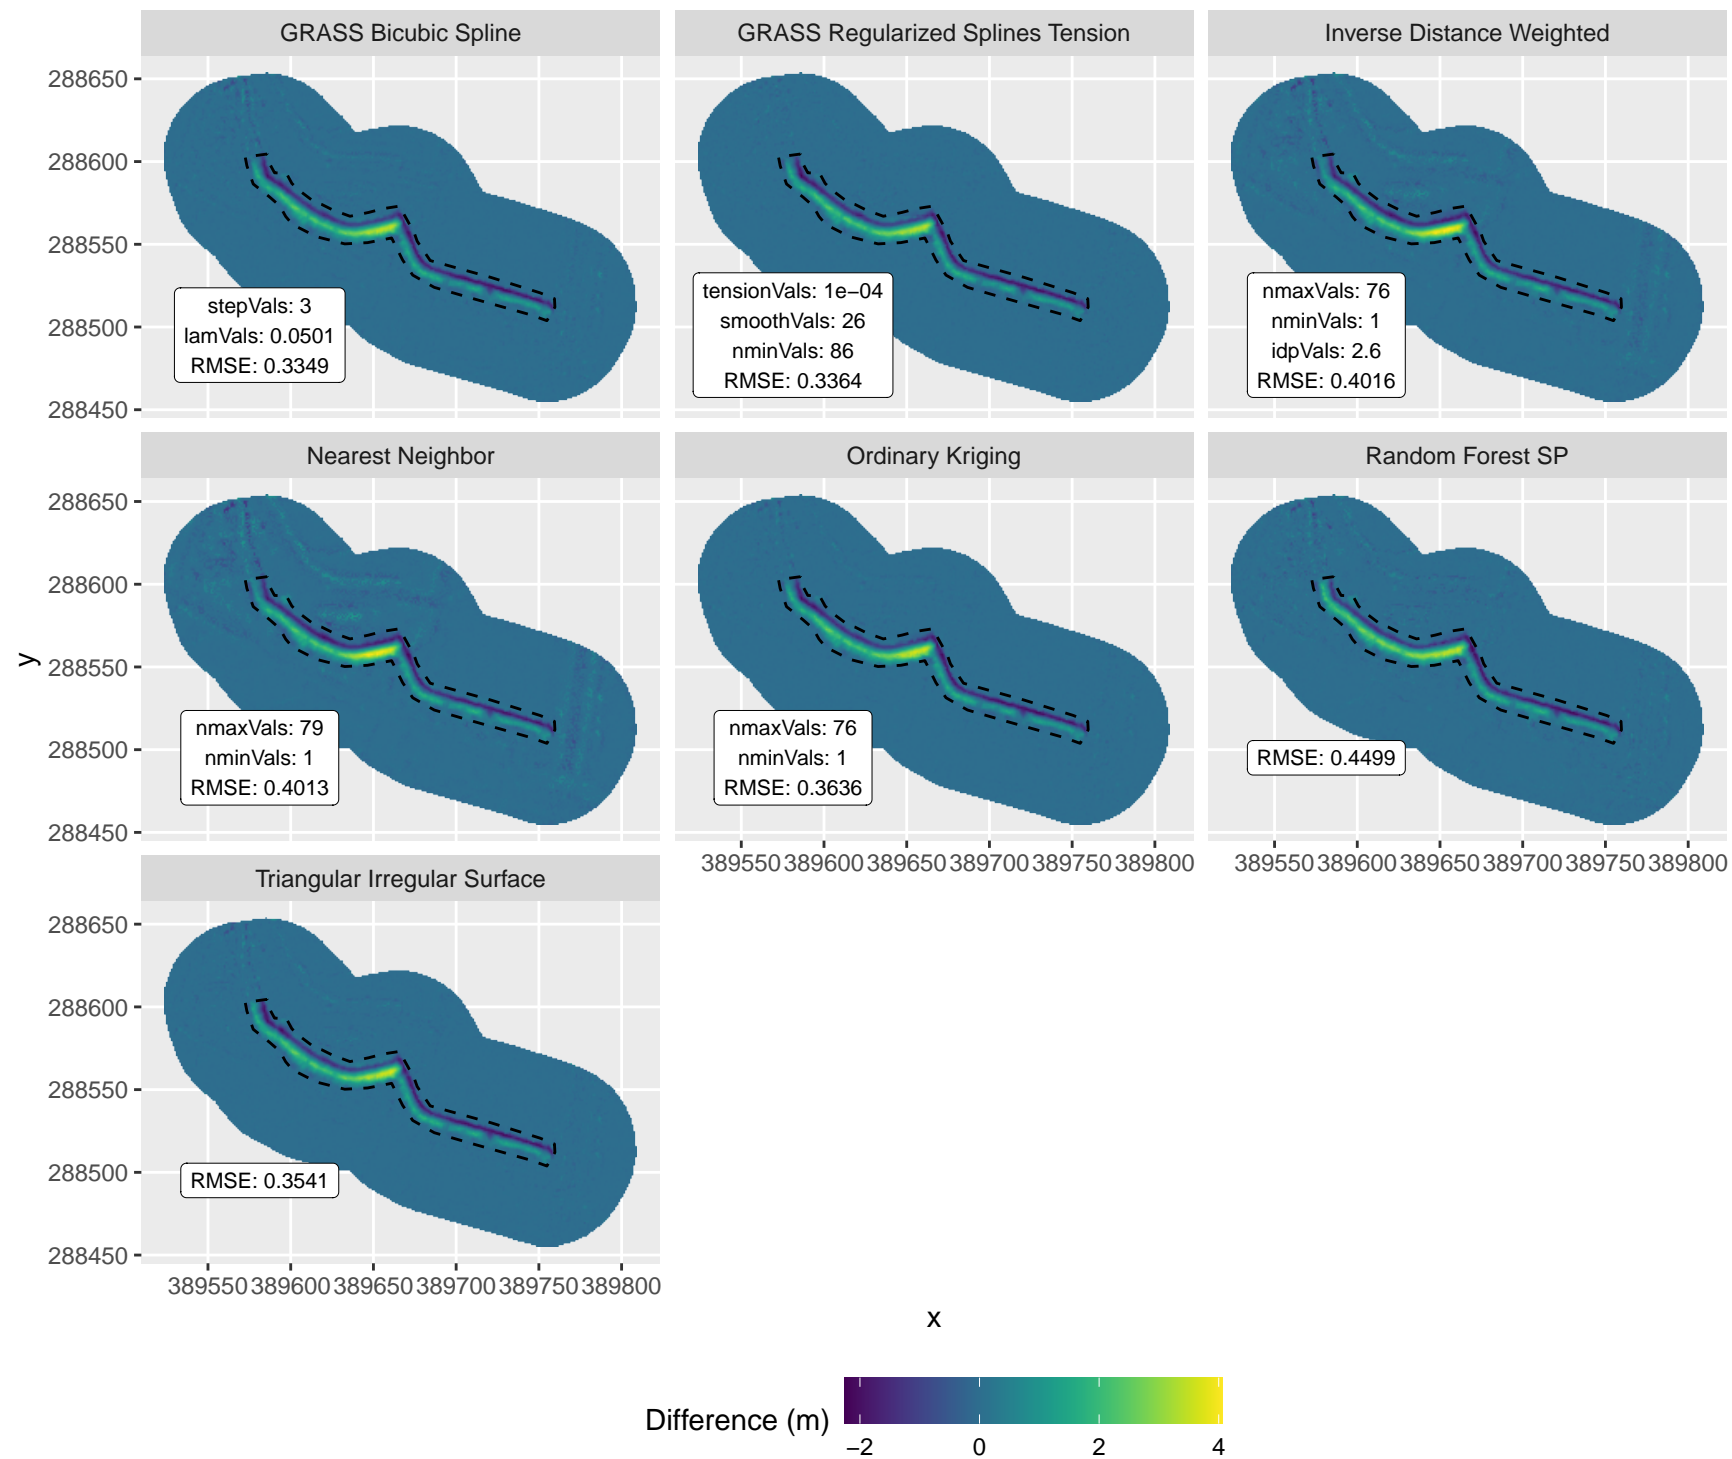 GRASS Bicubic Spline
GRASS Regularized Splines Tension
Inverse Distance Weighted
288650
288600
288550
288500
288450
stepVals: 3
lamVals: 0.0501
RMSE: 0.3349
tensionVals: 1e−04
smoothVals: 26
nminVals: 86
RMSE: 0.3364
nmaxVals: 76
nminVals: 1
idpVals: 2.6
RMSE: 0.4016
Nearest Neighbor
Ordinary Kriging
Random Forest SP
288650
288600
288550
288500
288450
nmaxVals: 79
nminVals: 1
RMSE: 0.4013
nmaxVals: 76
nminVals: 1
RMSE: 0.3636
RMSE: 0.4499
389550 389600 389650 389700 389750 389800
389550 389600 389650 389700 389750 389800
y
Triangular Irregular Surface
288650
288600
288550
288500
288450
RMSE: 0.3541
389550 389600 389650 389700 389750 389800
x
Difference (m)
−2 0 2 4